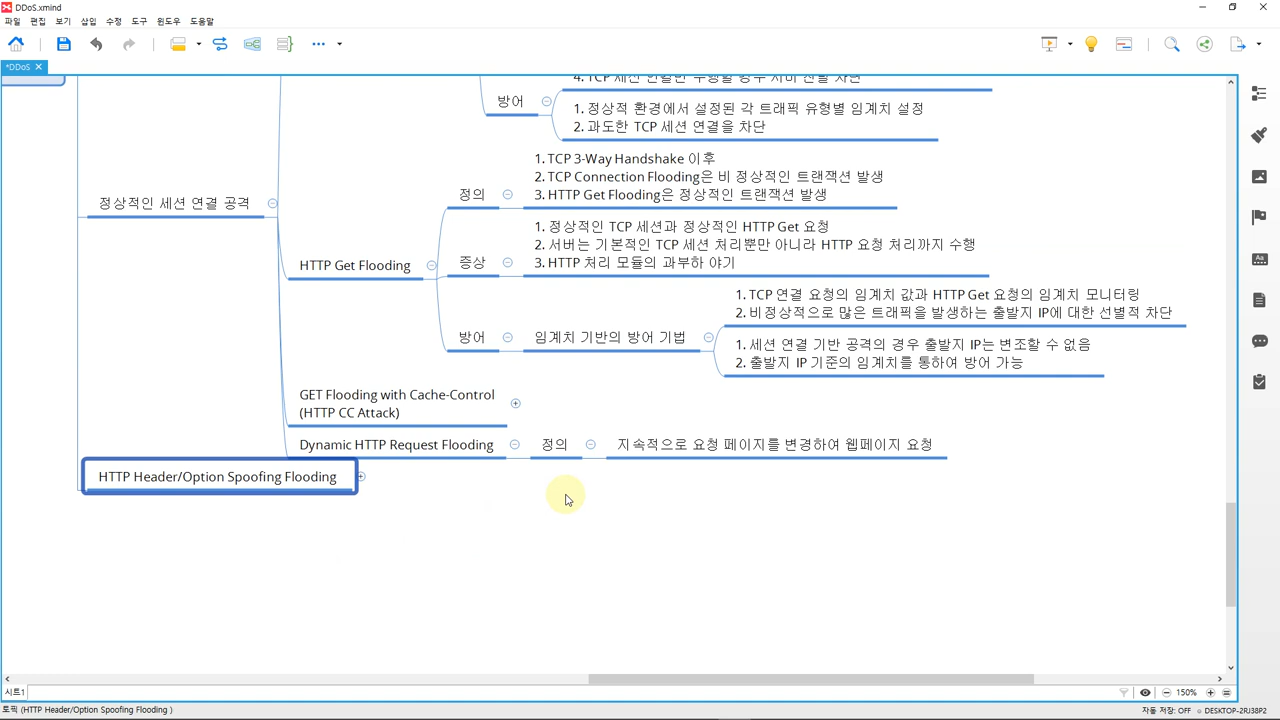 DDoS.xmind
파일 편집 보기 삽입 수정 도구 윈도우 도움말
*DDoS
4. TCP 세션 연결만 수행할 경우 서버 전달 차단
방어
1. 정상적 환경에서 설정된 각 트래픽 유형별 임계치 설정
2. 과도한 TCP 세션 연결을 차단
정상적인 세션 연결 공격
정의
1. TCP 3-Way Handshake 이후
2. TCP Connection Flooding은 비 정상적인 트랜잭션 발생
3. HTTP Get Flooding은 정상적인 트랜잭션 발생
HTTP Get Flooding
증상
1. 정상적인 TCP 세션과 정상적인 HTTP Get 요청
2. 서버는 기본적인 TCP 세션 처리뿐만 아니라 HTTP 요청 처리까지 수행
3. HTTP 처리 모듈의 과부하 야기
방어
임계치 기반의 방어 기법
1. TCP 연결 요청의 임계치 값과 HTTP Get 요청의 임계치 모니터링
2. 비정상적으로 많은 트래픽을 발생하는 출발지 IP에 대한 선별적 차단
1. 세션 연결 기반 공격의 경우 출발지 IP는 변조할 수 없음
2. 출발지 IP 기준의 임계치를 통하여 방어 가능
GET Flooding with Cache-Control
(HTTP CC Attack)
Dynamic HTTP Request Flooding
정의
지속적으로 요청 페이지를 변경하여 웹페이지 요청
HTTP Header/Option Spoofing Flooding
시트1
150%
토픽 (HTTP Header/Option Spoofing Flooding )
자동 저장: OFF
DESKTOP-2RJ38P2